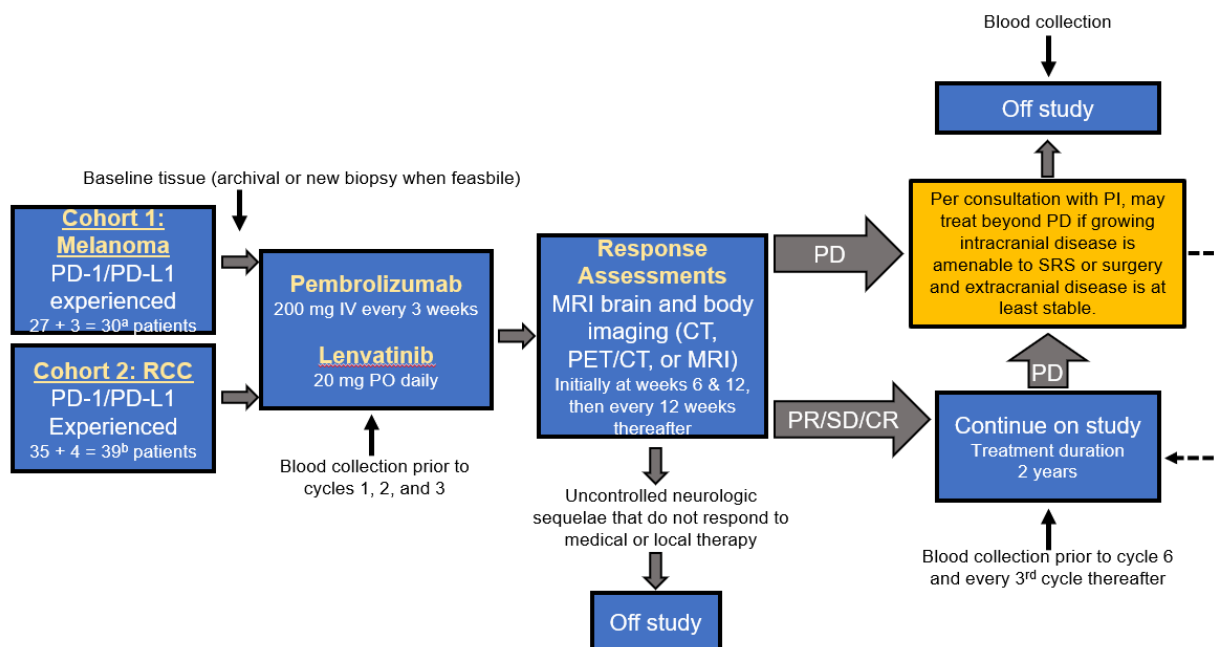 Blood collection
Off study
Baseline tissue (archival or new biopsy when feasbile)
Cohort 1:
Melanoma
PD-1/PD-L1
experienced
27 + 3 = 30ᵃ patients
Cohort 2: RCC
PD-1/PD-L1
Experienced
35 + 4 = 39ᵇ patients
Pembrolizumab
200 mg IV every 3 weeks
Lenvatinib
20 mg PO daily
Blood collection prior to
cycles 1, 2, and 3
Response
Assessments
MRI brain and body
imaging (CT,
PET/CT, or MRI)
Initially at weeks 6 & 12,
then every 12 weeks
thereafter
Uncontrolled neurologic
sequelae that do not respond to
medical or local therapy
Off study
PD
PR/SD/CR
Per consultation with PI, may
treat beyond PD if growing
intracranial disease is
amenable to SRS or surgery
and extracranial disease is at
least stable.
PD
Continue on study
Treatment duration
2 years
Blood collection prior to cycle 6
and every 3ʳᵈ cycle thereafter